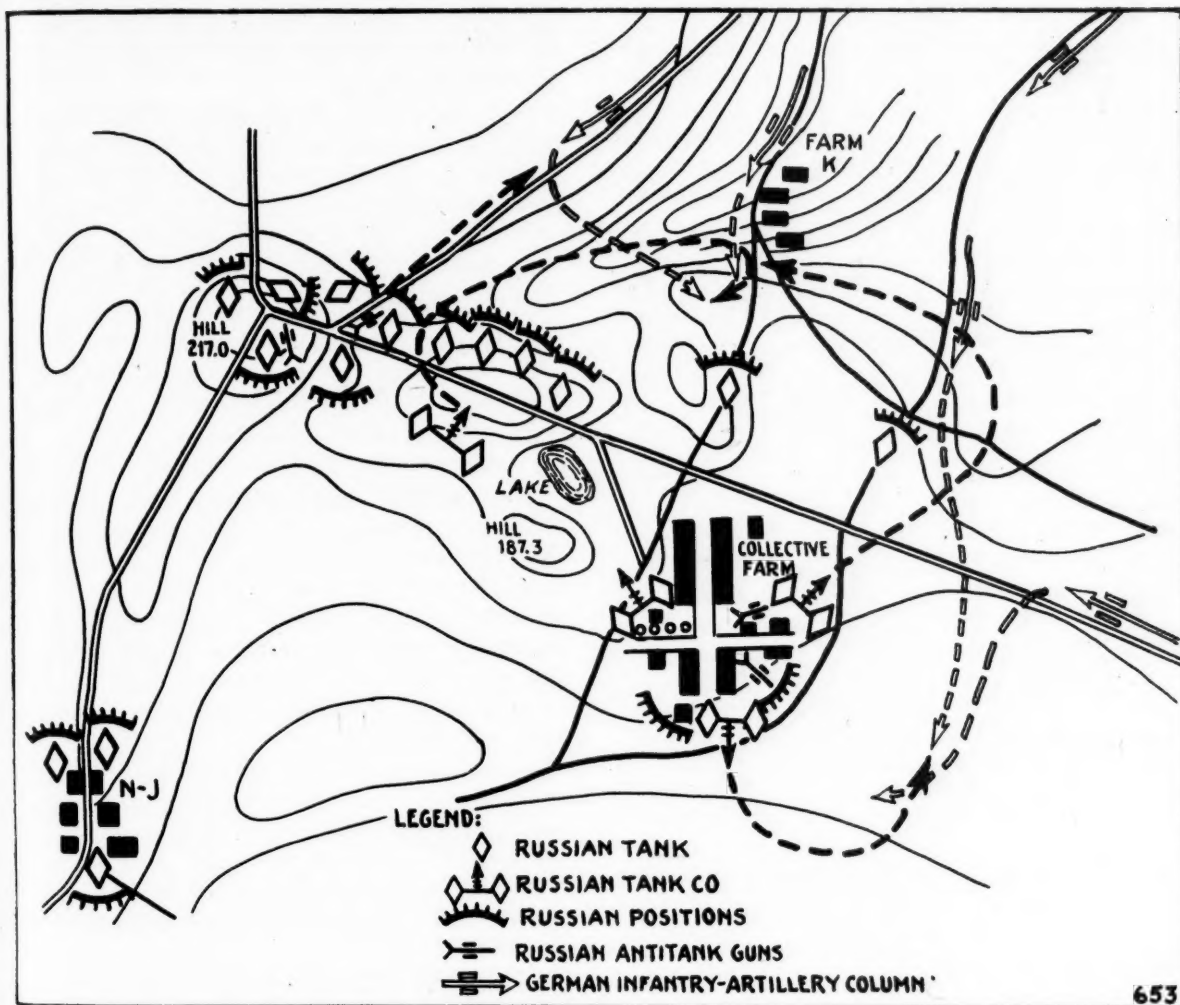 FARM
K
HILL
217.0
LAKE
HILL
187.3
COLLECTIVE
FARM
N-J
LEGEND:
RUSSIAN TANK
RUSSIAN TANK CO
RUSSIAN POSITIONS
RUSSIAN ANTITANK GUNS
GERMAN INFANTRY-ARTILLERY COLUMN
653